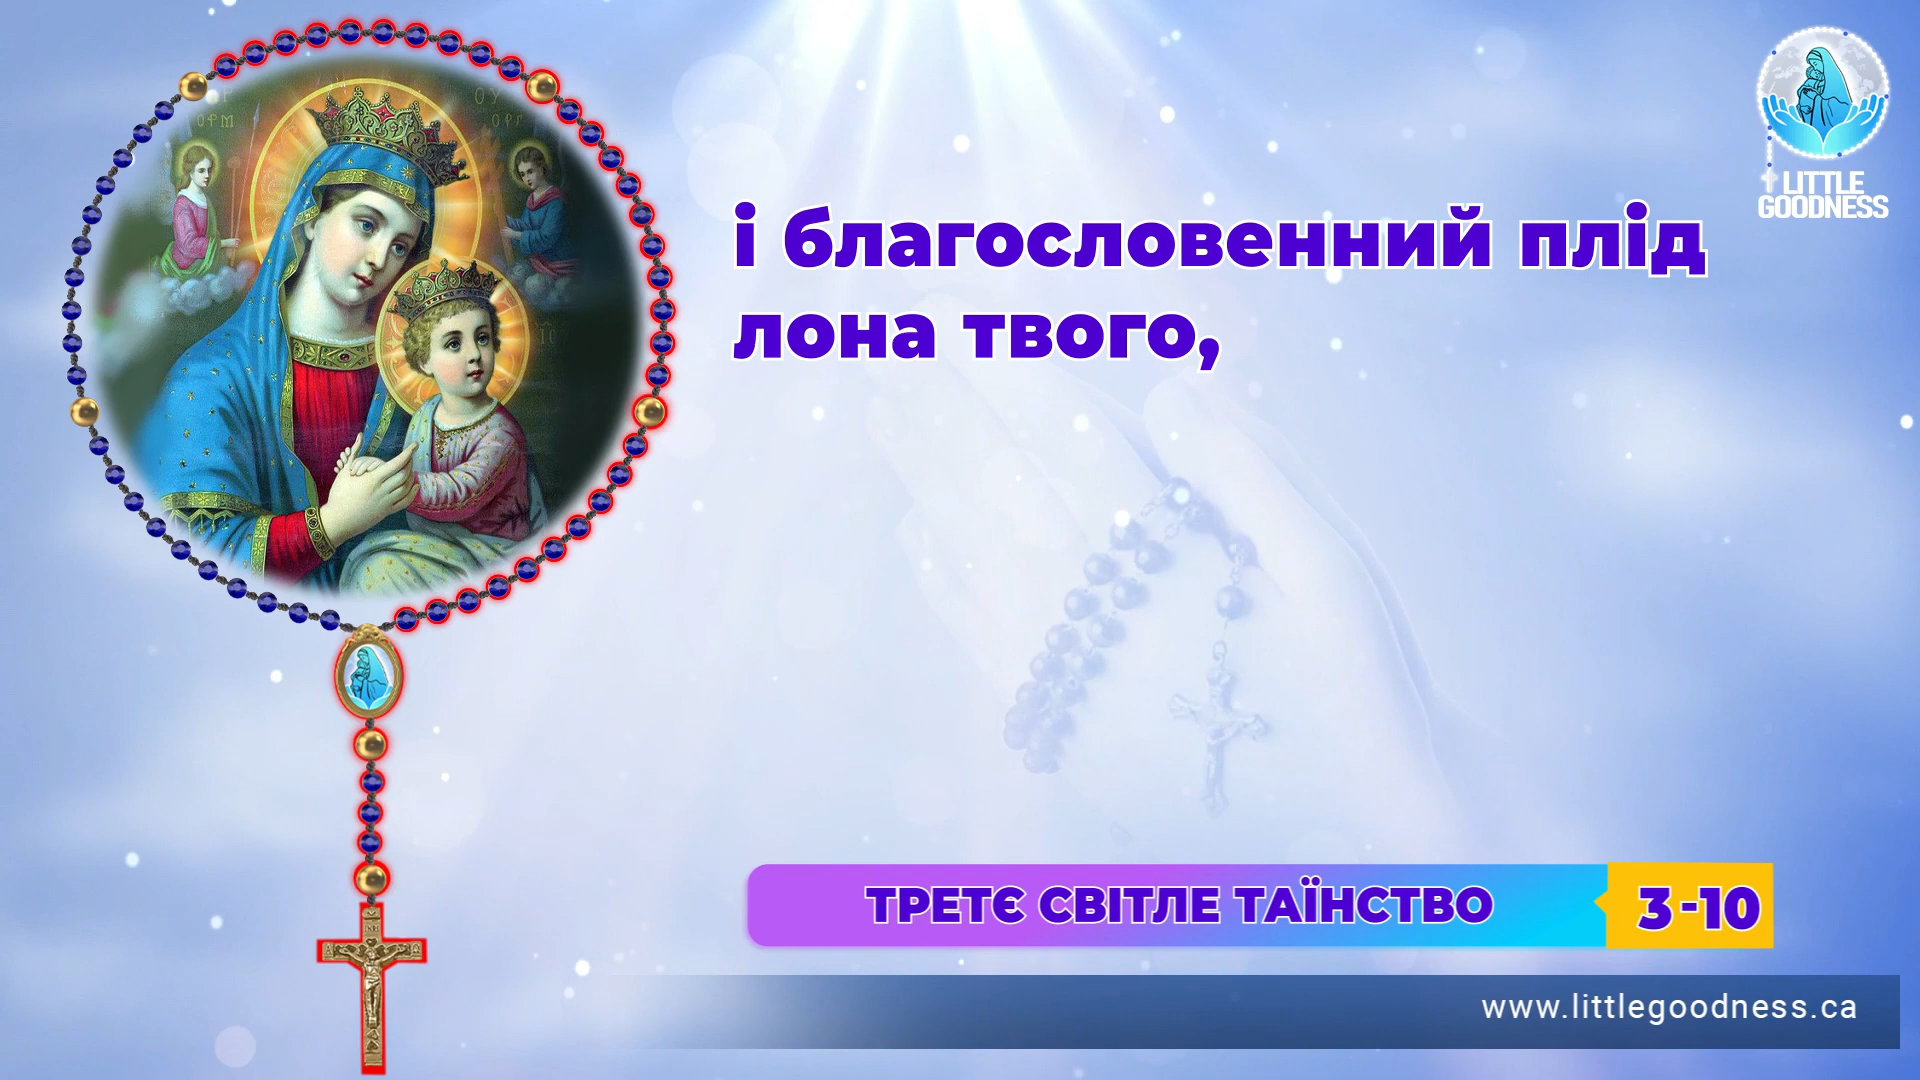 LITTLE
GOODNESS
і благословенний плід
лона твого,
ТРЕТЄ СВІТЛЕ ТАЇНСТВО
3-10
www.littlegoodness.ca